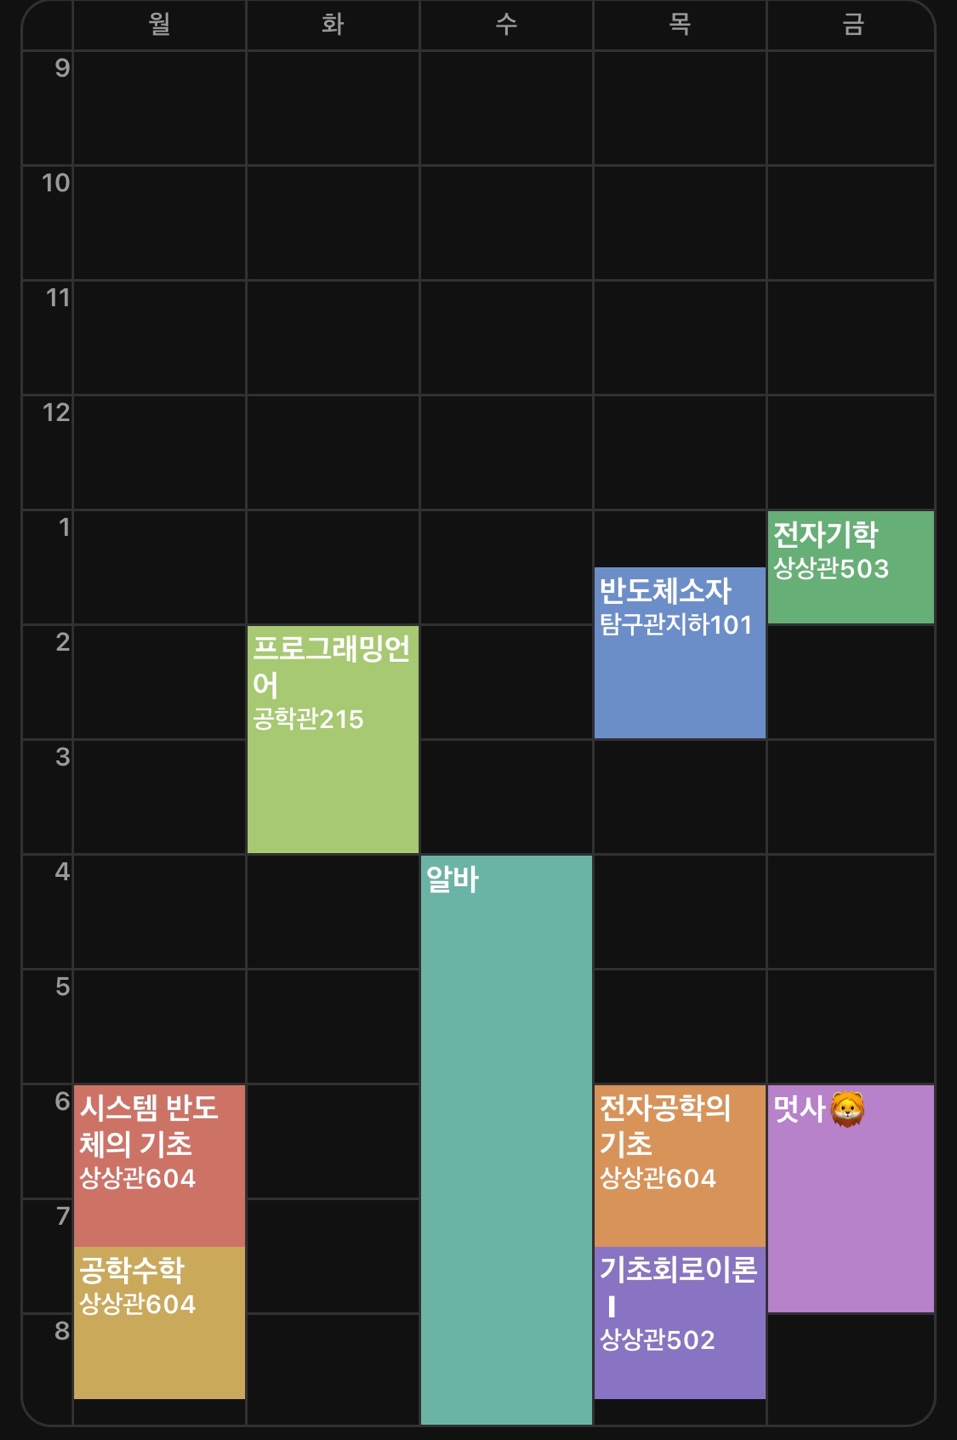 월 화 수 목 금
9
10
11
12
1
전자기학
상상관503
반도체소자
탐구관지하101
2
프로그래밍언
어
공학관215
3
4
알바
5
6
시스템 반도
체의 기초
상상관604
전자공학의
기초
상상관604
멋사🦁
7
공학수학
상상관604
기초회로이론
I
상상관502
8